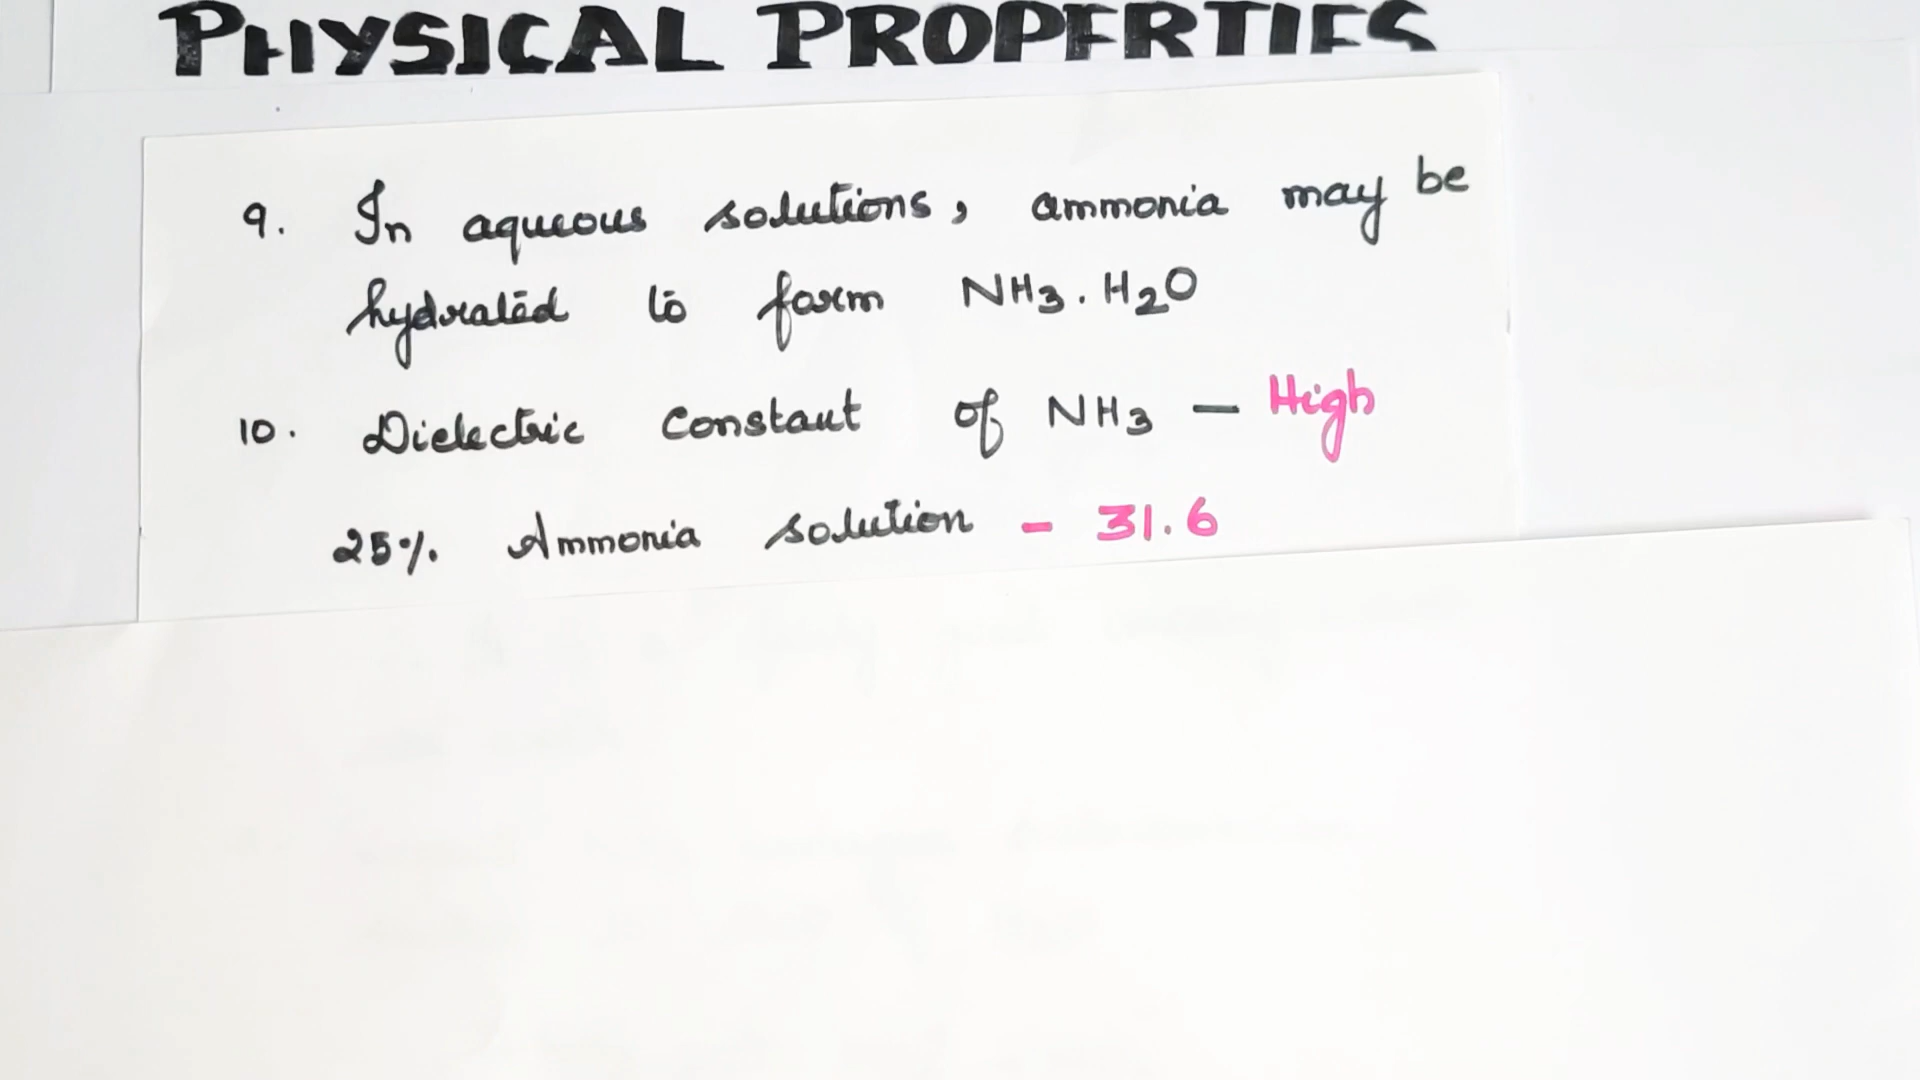 PHYSICAL PROPERTIES
9. In aqueous solutions, ammonia may be
hydrated to form NH3.H2O
10. Dielectric constant of NH3 - High
25% Ammonia solution - 31.6